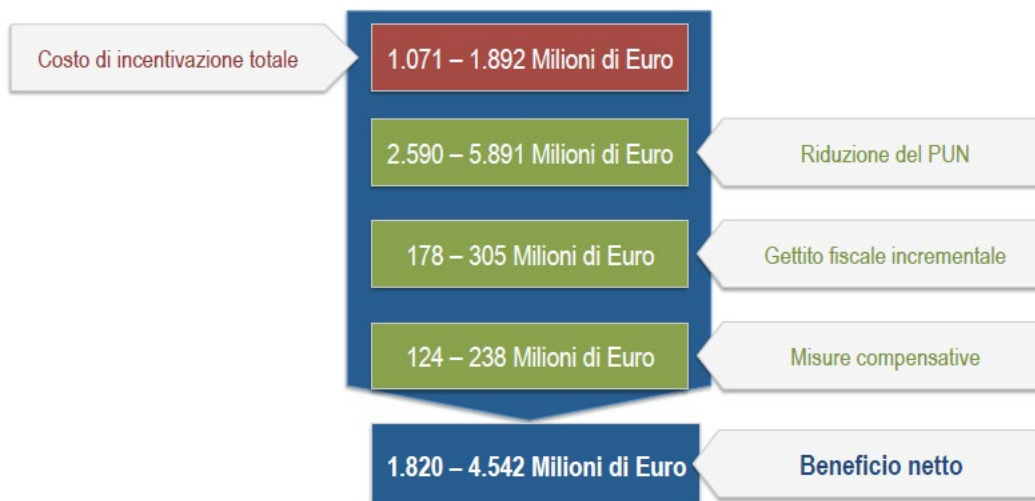 Costo di incentivazione totale
1.071 – 1.892 Milioni di Euro
2.590 – 5.891 Milioni di Euro
Riduzione del PUN
178 – 305 Milioni di Euro
Gettito fiscale incrementale
124 – 238 Milioni di Euro
Misure compensative
1.820 – 4.542 Milioni di Euro
Beneficio netto